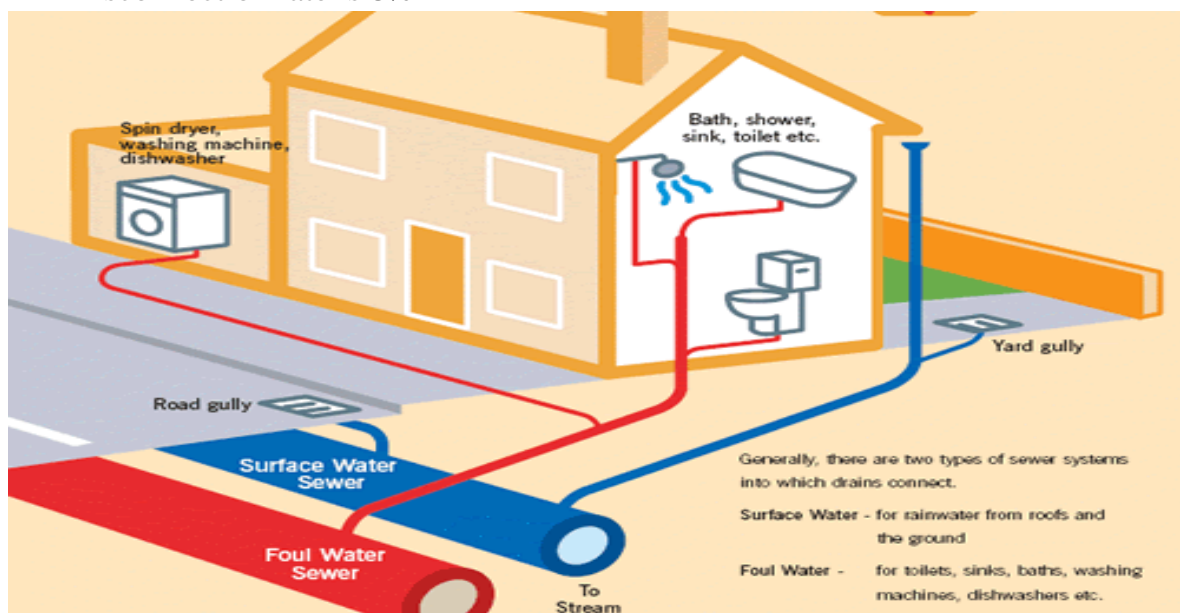 Spin dryer,
washing machine,
dishwasher
Bath, shower,
sink, toilet etc.
Yard gully
Road gully
Surface Water
Sewer
Foul Water
Sewer
To
Stream
Generally, there are two types of sewer systems
into which drains connect.
Surface Water - for rainwater from roofs and
the ground
Foul Water - for toilets, sinks, baths, washing
machines, dishwashers etc.